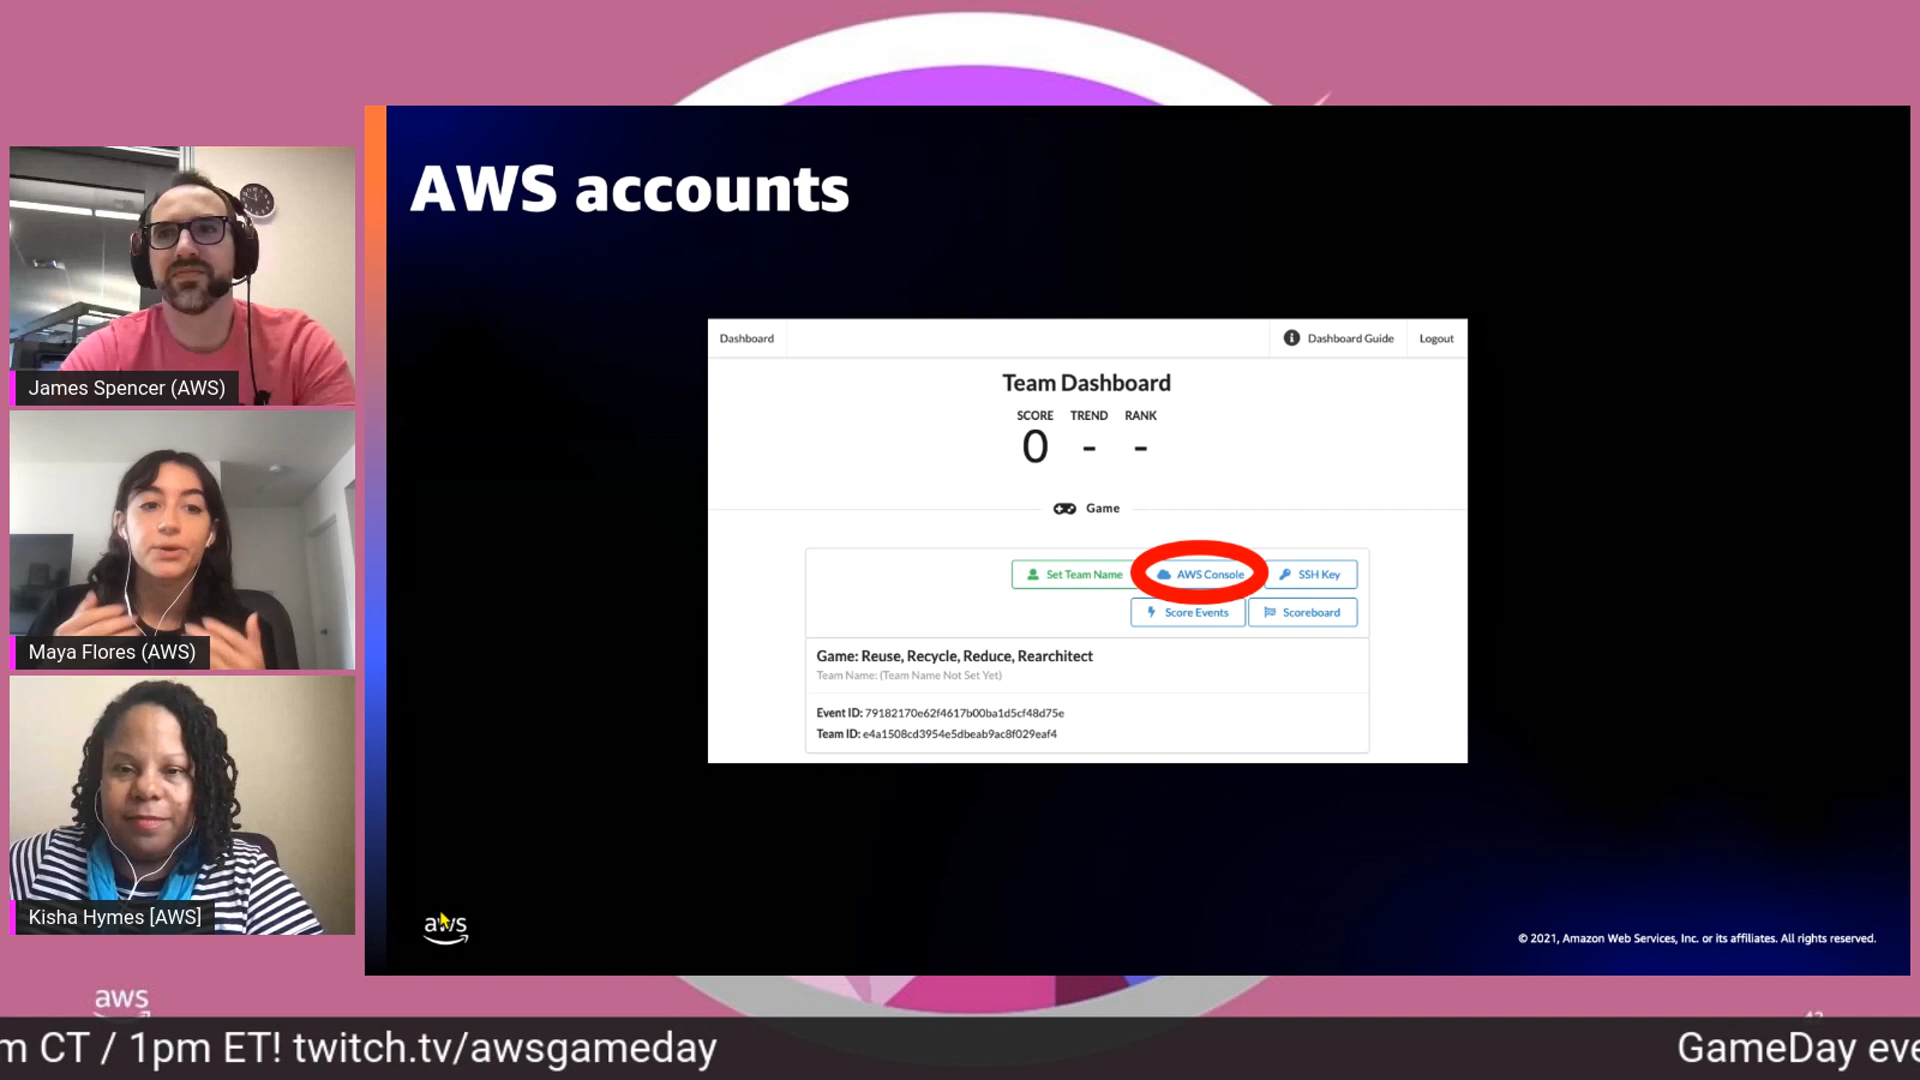 AWS accounts
Dashboard
Dashboard Guide
Logout
Team Dashboard
SCORE TREND RANK
0 - -
Game
Set Team Name
AWS Console
SSH Key
Score Events
Scoreboard
Game: Reuse, Recycle, Reduce, Rearchitect
Team Name: (Team Name Not Set Yet)
Event ID: 79182170e62f4617b00ba1d5cf48d75e
Team ID: e4a1508cd3954e5dbeab9ac8f029eaf4
James Spencer (AWS)
Maya Flores (AWS)
Kisha Hymes [AWS]
aws
© 2021, Amazon Web Services, Inc. or its affiliates. All rights reserved.
aws
m CT / 1pm ET! twitch.tv/awsgameday
GameDay eve